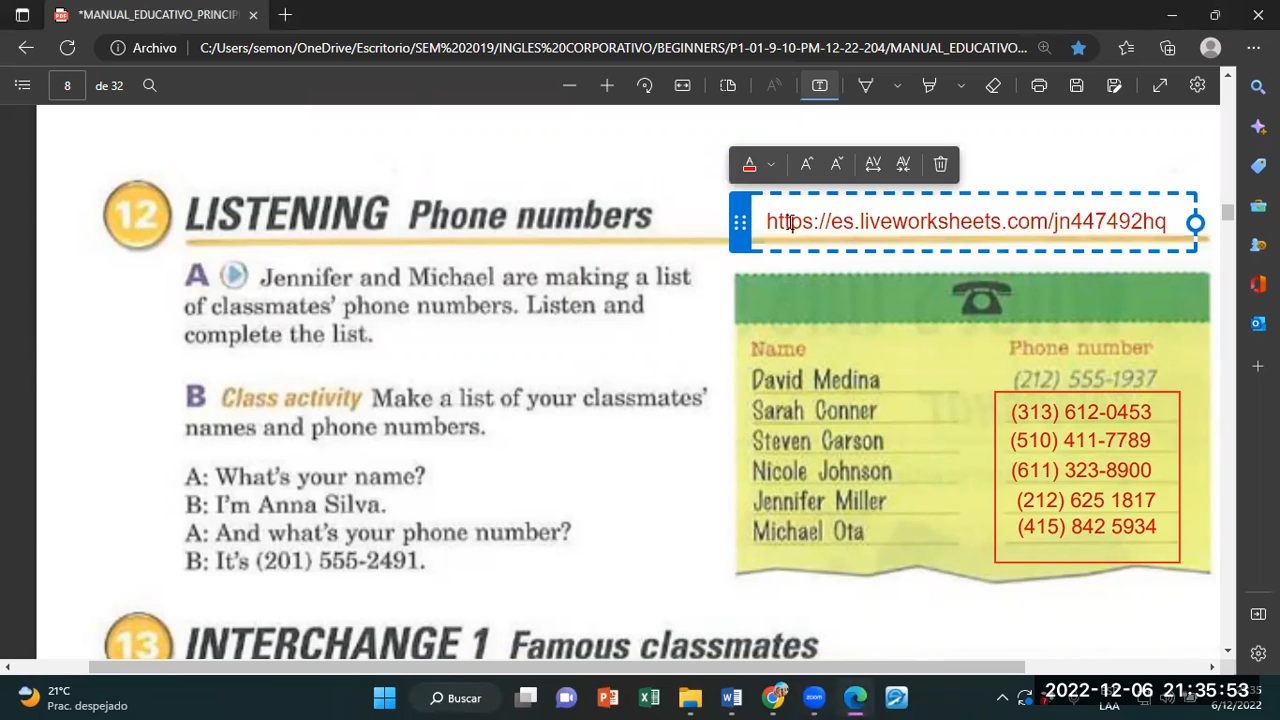 *MANUAL_EDUCATIVO_PRINCIP
Archivo
C:/Users/semon/OneDrive/Escritorio/SEM%202019/INGLES%20CORPORATIVO/BEGINNERS/P1-01-9-10-PM-12-22-204/MANUAL_EDUCATIVO...
8 de 32
12 LISTENING Phone numbers
https://es.liveworksheets.com/jn447492hq
A Jennifer and Michael are making a list
of classmates' phone numbers. Listen and
complete the list.
B Class activity Make a list of your classmates'
names and phone numbers.
A: What's your name?
B: I'm Anna Silva.
A: And what's your phone number?
B: It's (201) 555-2491.
Name Phone number
David Medina (212) 555-1937
Sarah Conner (313) 612-0453
Steven Carson (510) 411-7789
Nicole Johnson (611) 323-8900
Jennifer Miller (212) 625 1817
Michael Ota (415) 842 5934
13 INTERCHANGE 1 Famous classmates
21°C
Prac. despejado
Buscar
zoom
LAA
2022-12-06 21:35:53
6/12/2022